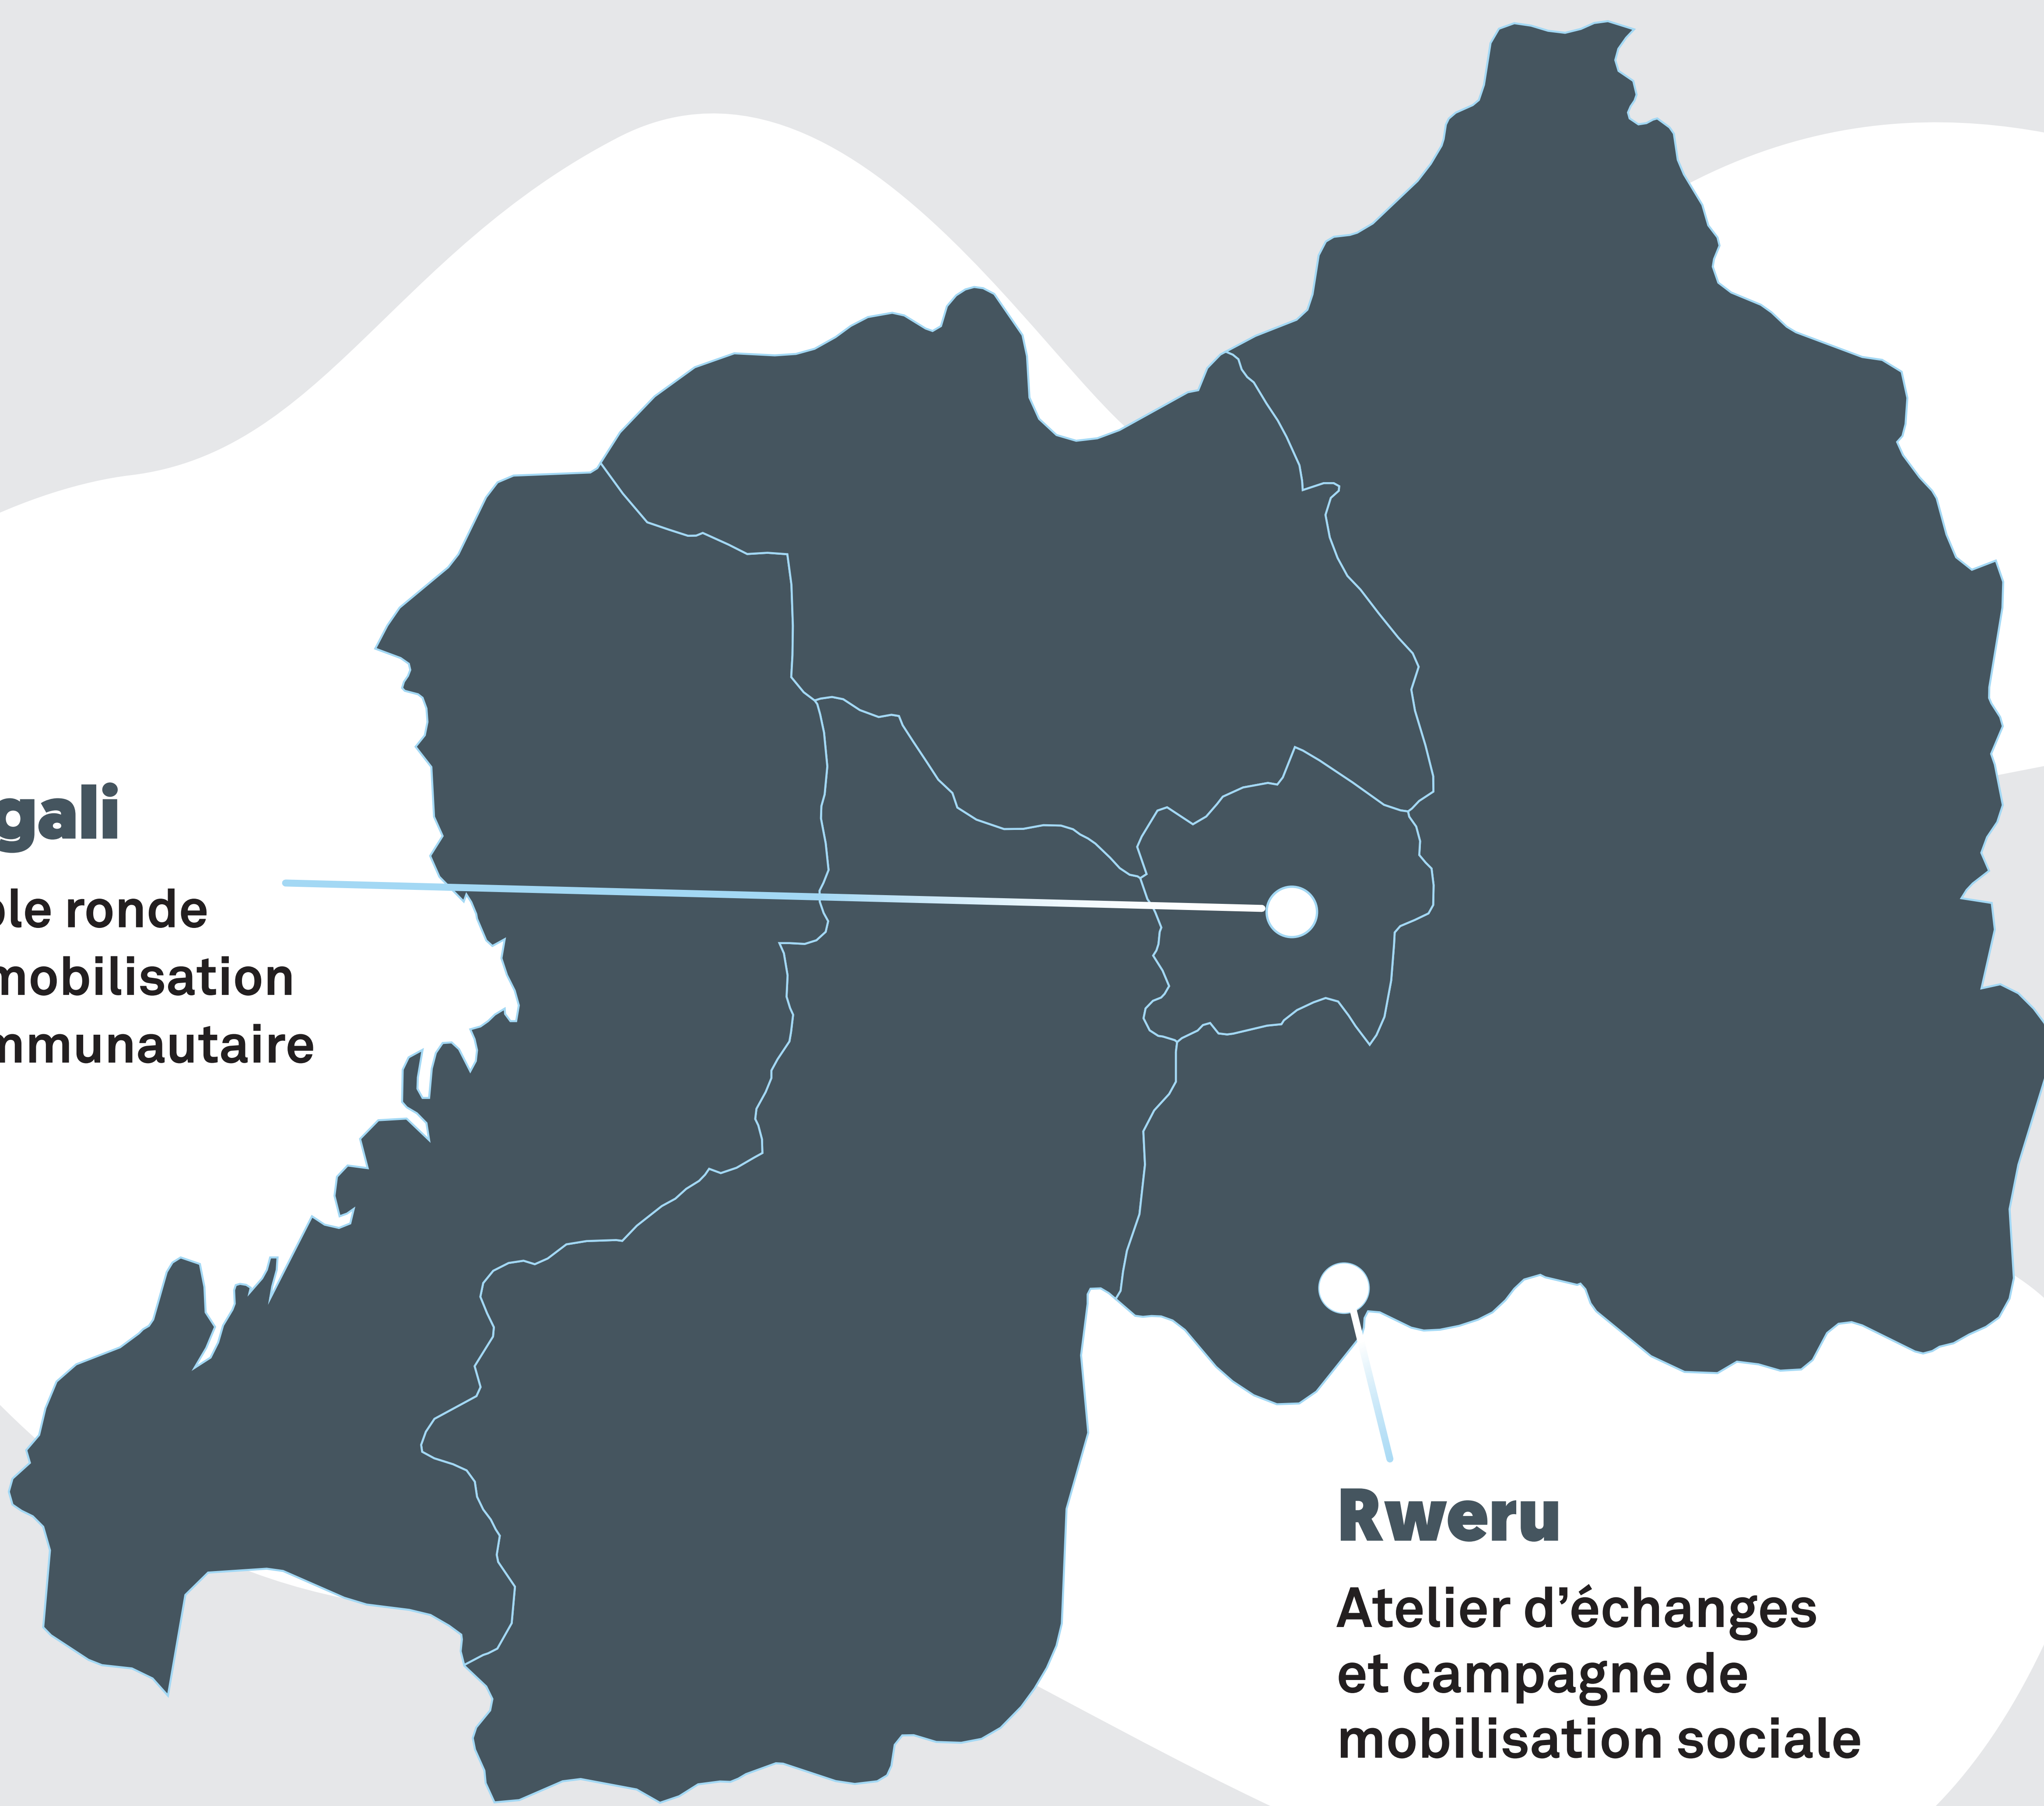 gali
ble ronde
mobilisation
mmunautaire
Rweru
Atelier d’échanges
et campagne de
mobilisation sociale